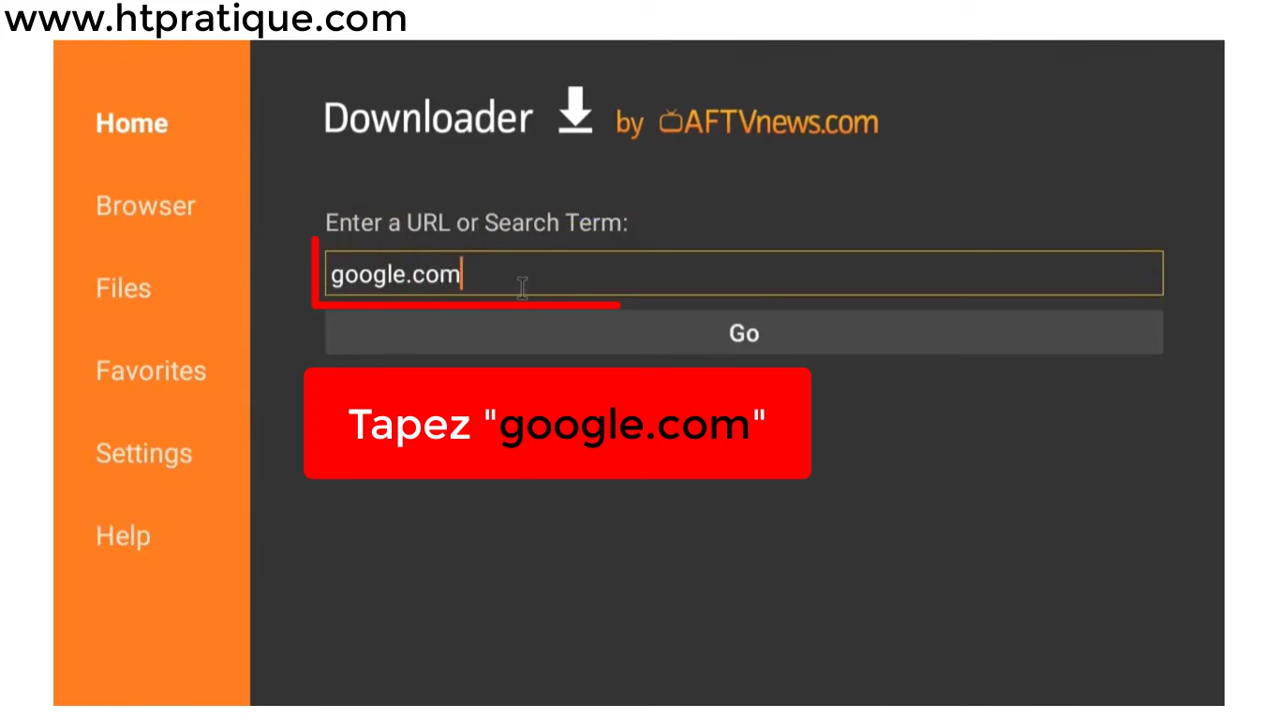 www.htpratique.com
Home
Browser
Files
Favorites
Settings
Help
Downloader by AFTVnews.com
Enter a URL or Search Term:
google.com
Go
Tapez "google.com"